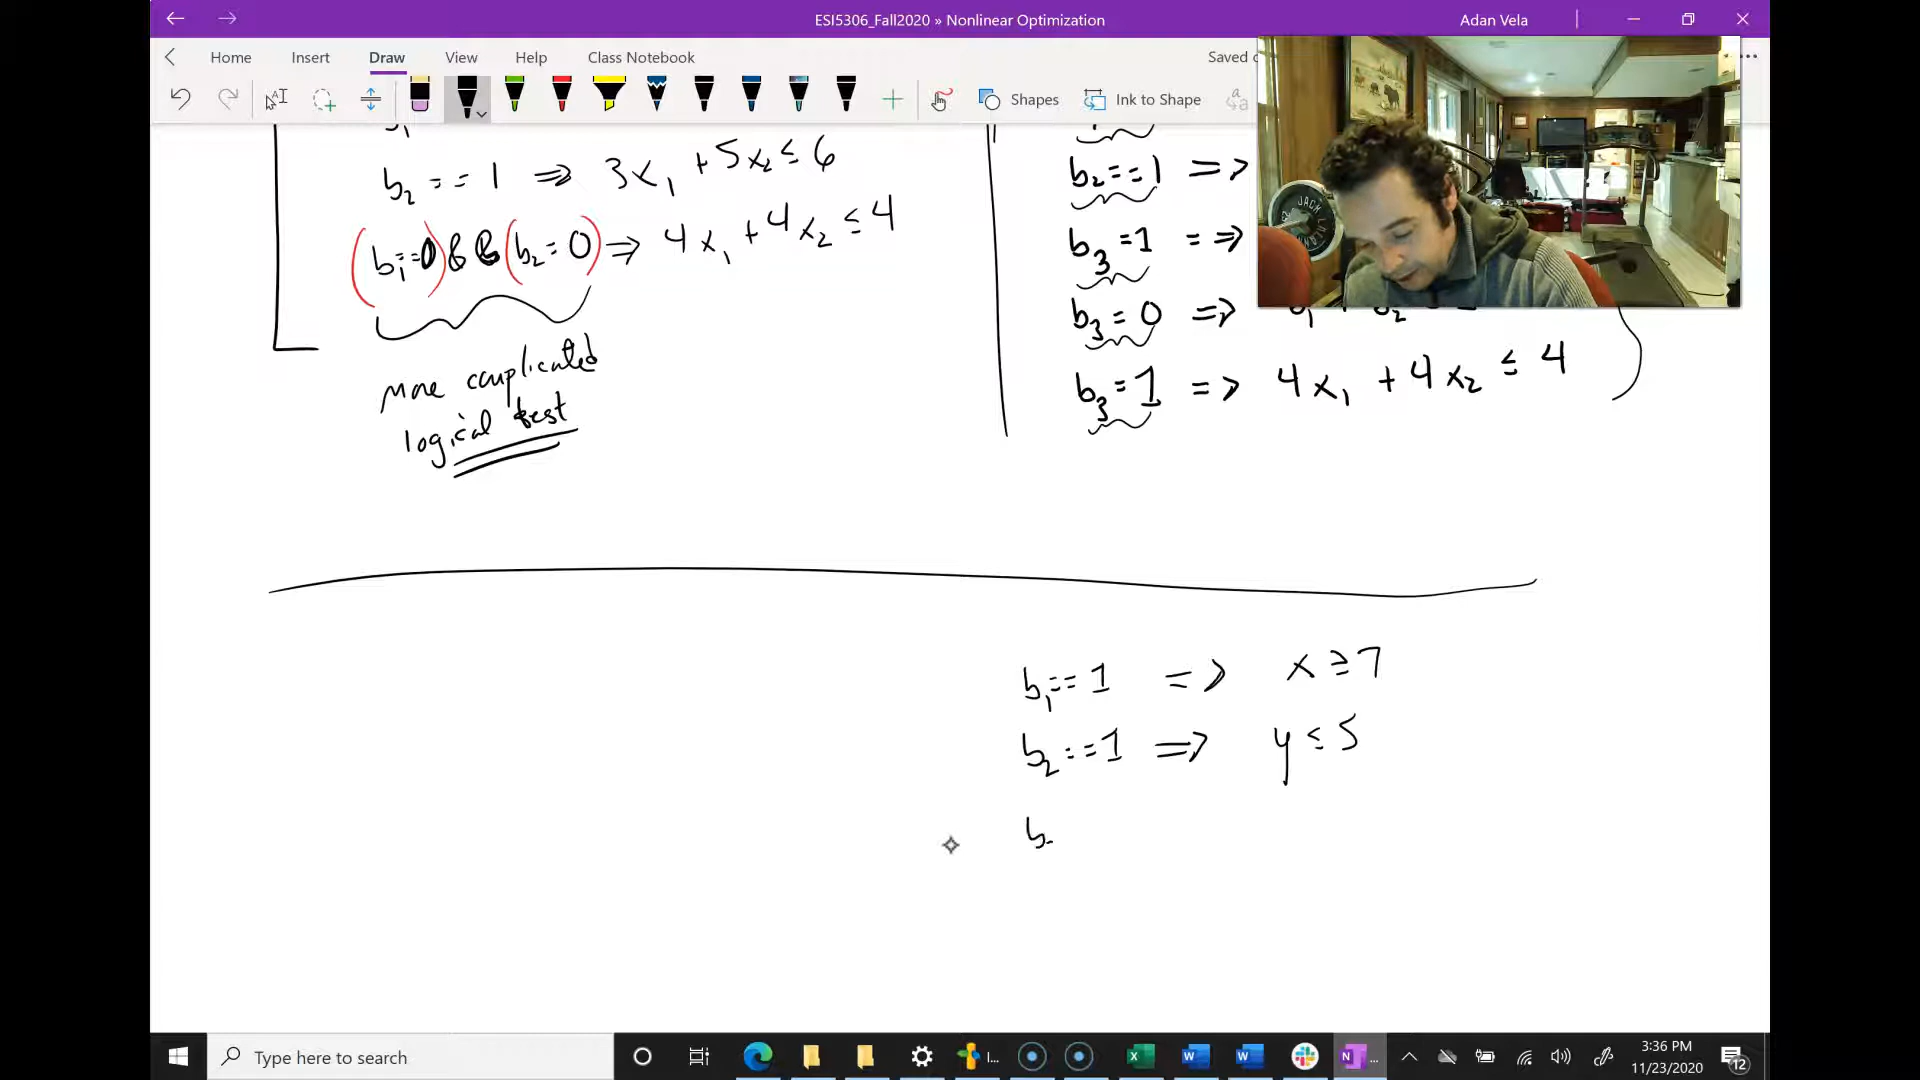 ESI5306_Fall2020 » Nonlinear Optimization
Adan Vela
Home Insert Draw View Help Class Notebook
Saved
Shapes
Ink to Shape
b₂ == 1 ⇒ 3x₁ + 5x₂ ≤ 6
(b₁==0) && (b₂=0) ⇒ 4x₁ + 4x₂ ≤ 4
more complicated
logical test
b₂==1 ⇒
b₃=1 ⇒
b₃=0 ⇒
b₃=1 ⇒ 4x₁ + 4x₂ ≤ 4
b₁==1 ⇒ x≥7
b₂==1 ⇒ y≤5
b
Type here to search
3:36 PM
11/23/2020
12